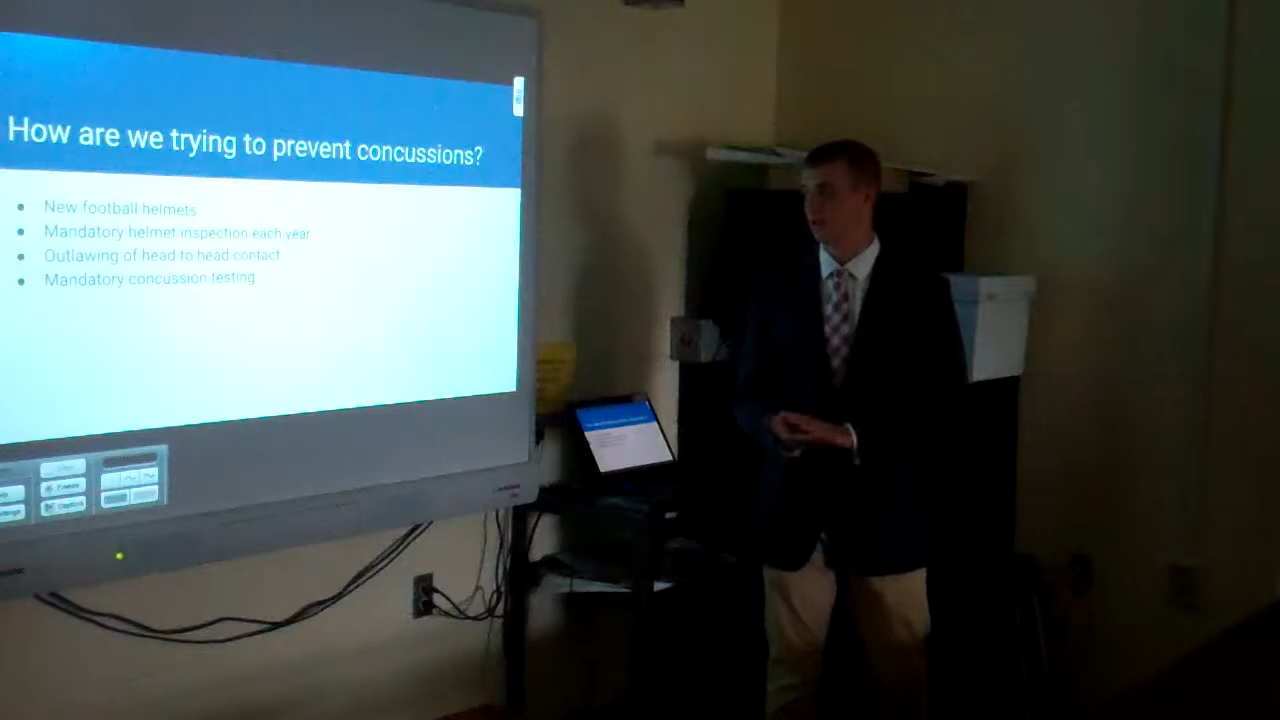 How are we trying to prevent concussions?
New football helmets
Mandatory helmet inspection each year
Outlawing of head to head contact
Mandatory concussion testing